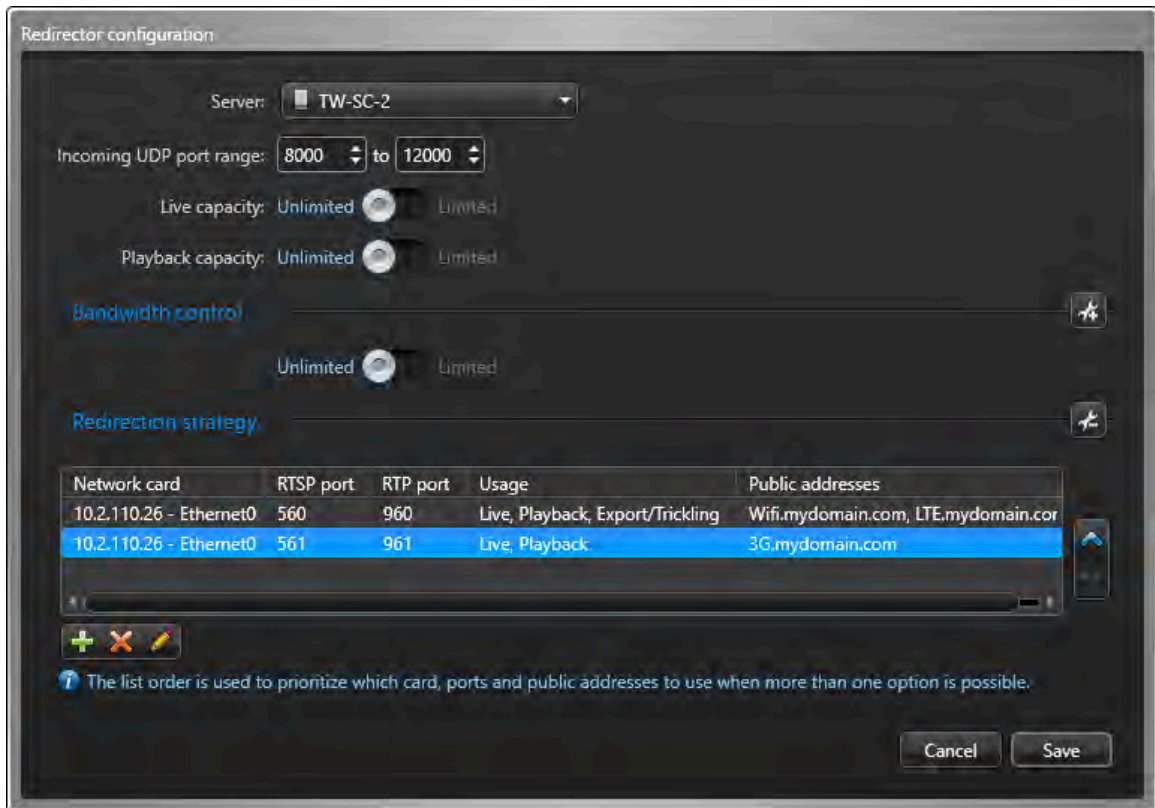 Redirector configuration
Server: TW-SC-2
Incoming UDP port range: 8000 to 12000
Live capacity: Unlimited Limited
Playback capacity: Unlimited Limited
Bandwidth control
Unlimited Limited
Redirection strategy
Network card RTSP port RTP port Usage Public addresses
10.2.110.26 - Ethernet0 560 960 Live, Playback, Export/Trickling Wifi.mydomain.com, LTE.mydomain.cor
10.2.110.26 - Ethernet0 561 961 Live, Playback 3G.mydomain.com
The list order is used to prioritize which card, ports and public addresses to use when more than one option is possible.
Cancel Save